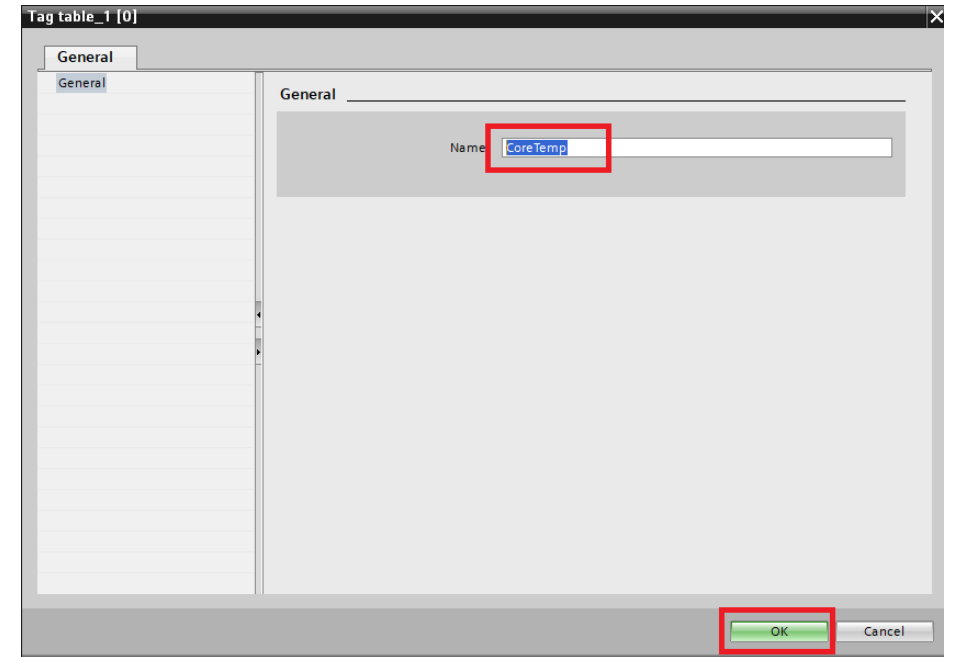 Tag table_1 [0]
General
General
General
Name
CoreTemp
OK
Cancel